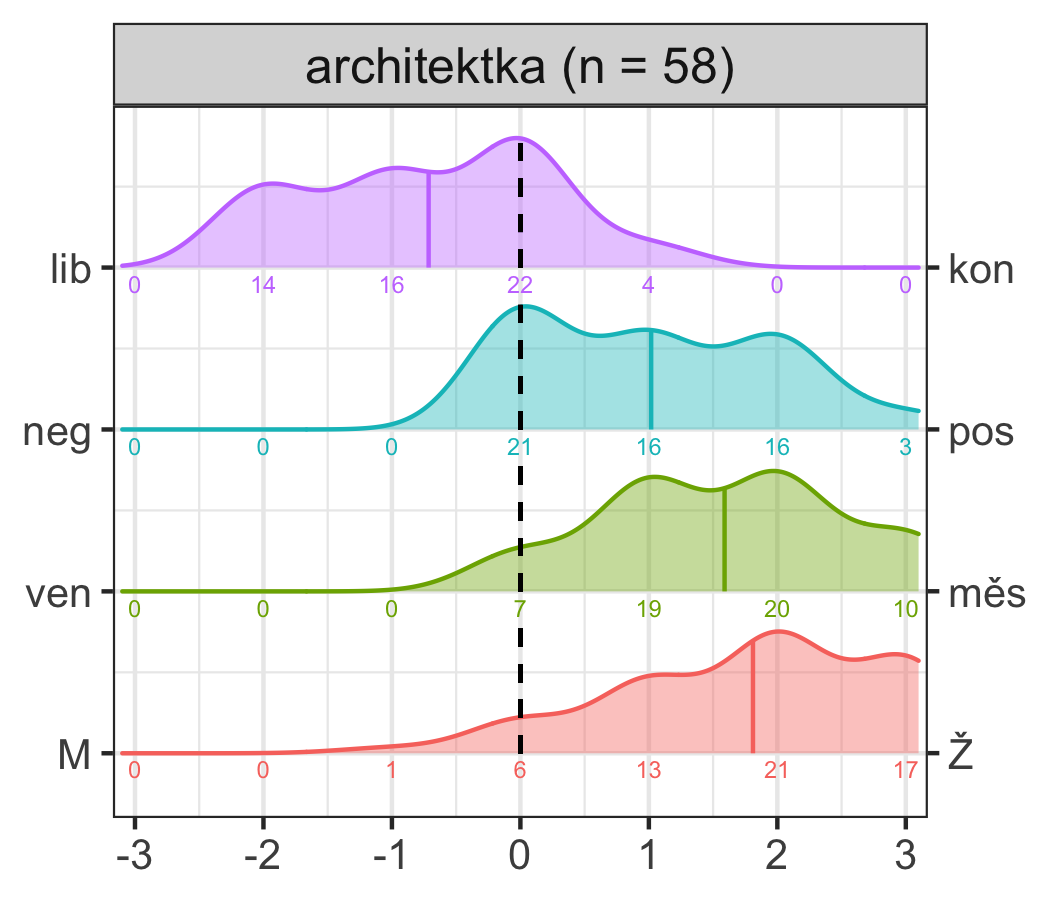 architektka (n = 58)
lib kon
0 14 16 22 4 0 0
neg pos
0 0 0 21 16 16 3
ven měs
0 0 0 7 19 20 10
M Ž
0 0 1 6 13 21 17
-3 -2 -1 0 1 2 3